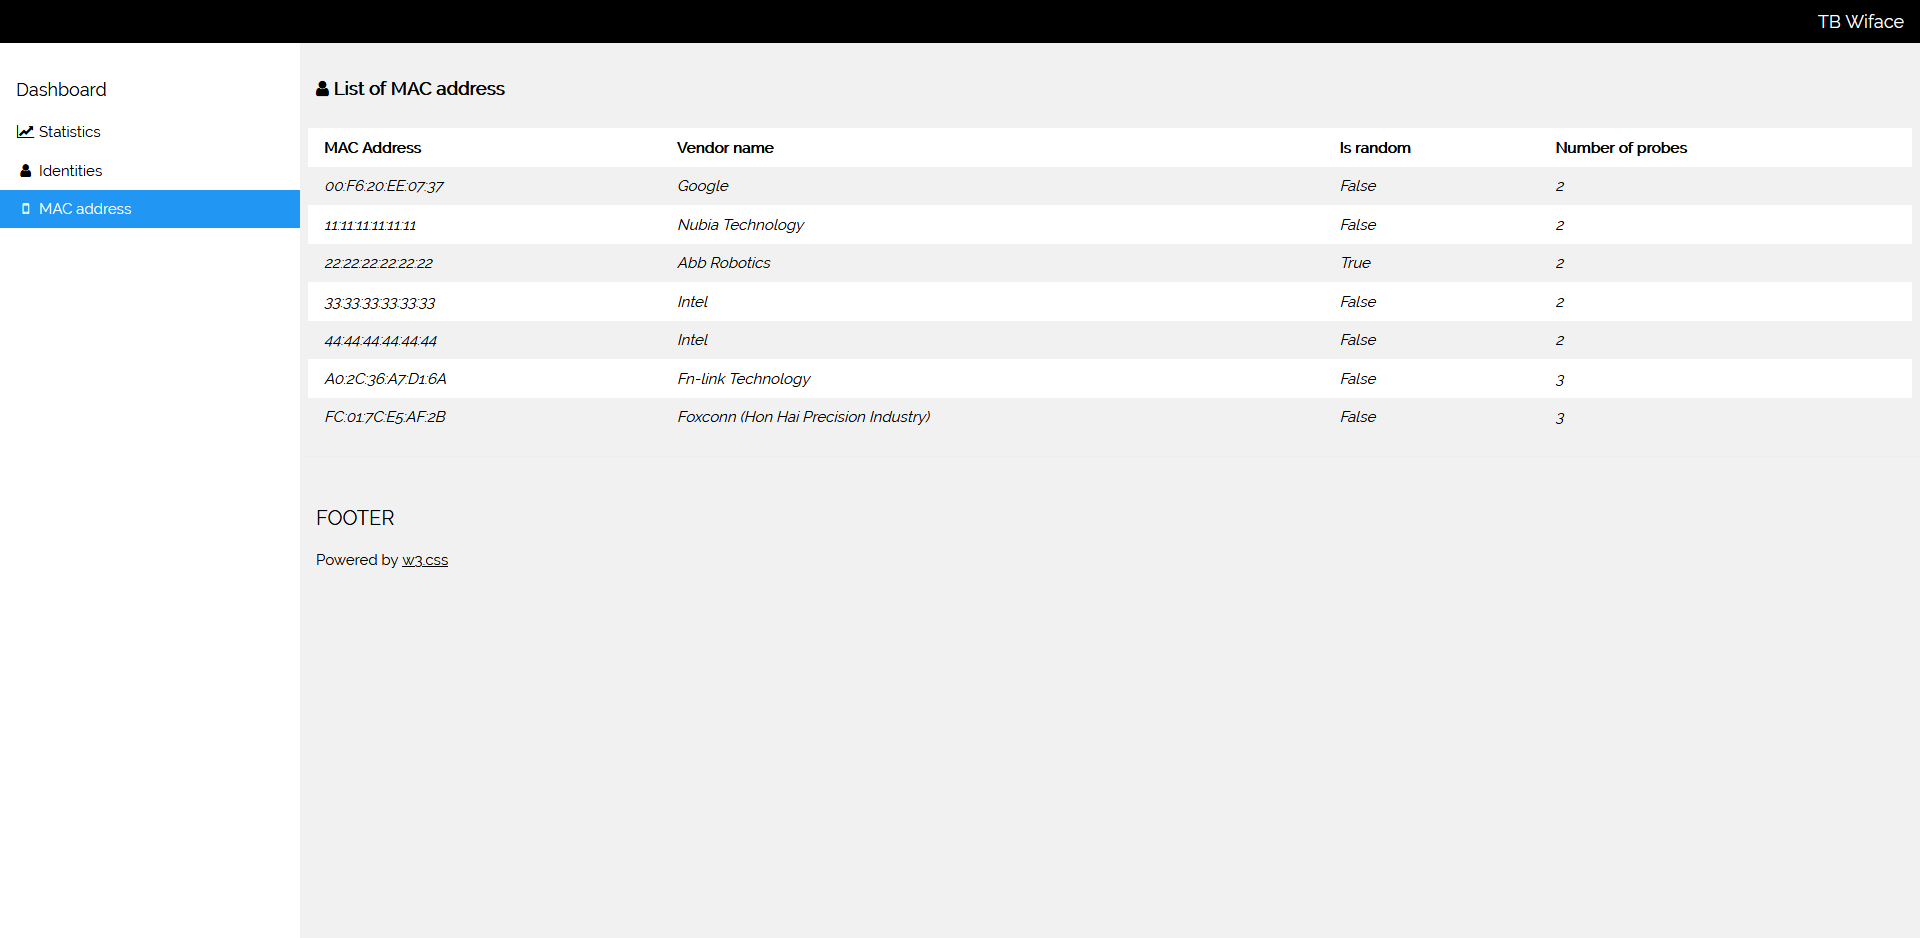 TB Wiface
Dashboard
Statistics
Identities
MAC address
List of MAC address
MAC Address Vendor name Is random Number of probes
00:F6:20:EE:07:37 Google False 2
11:11:11:11:11:11 Nubia Technology False 2
22:22:22:22:22:22 Abb Robotics True 2
33:33:33:33:33:33 Intel False 2
44:44:44:44:44:44 Intel False 2
A0:2C:36:A7:D1:6A Fn-link Technology False 3
FC:01:7C:E5:AF:2B Foxconn (Hon Hai Precision Industry) False 3
FOOTER
Powered by w3.css